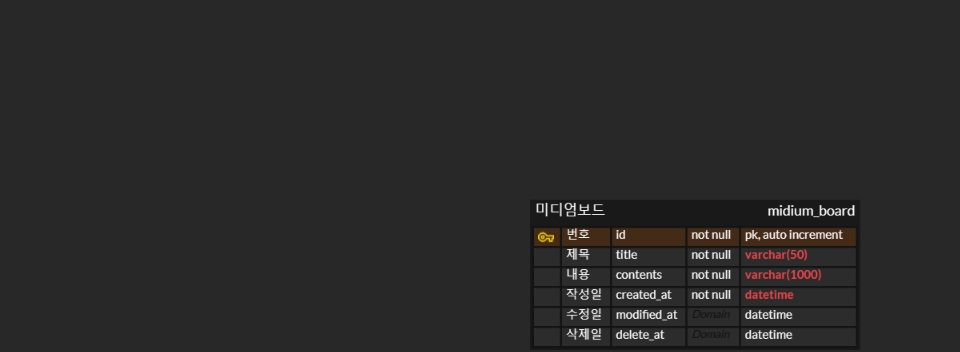 미디엄보드 midium_board
번호 id not null pk, auto increment
제목 title not null varchar(50)
내용 contents not null varchar(1000)
작성일 created_at not null datetime
수정일 modified_at Domain datetime
삭제일 delete_at Domain datetime